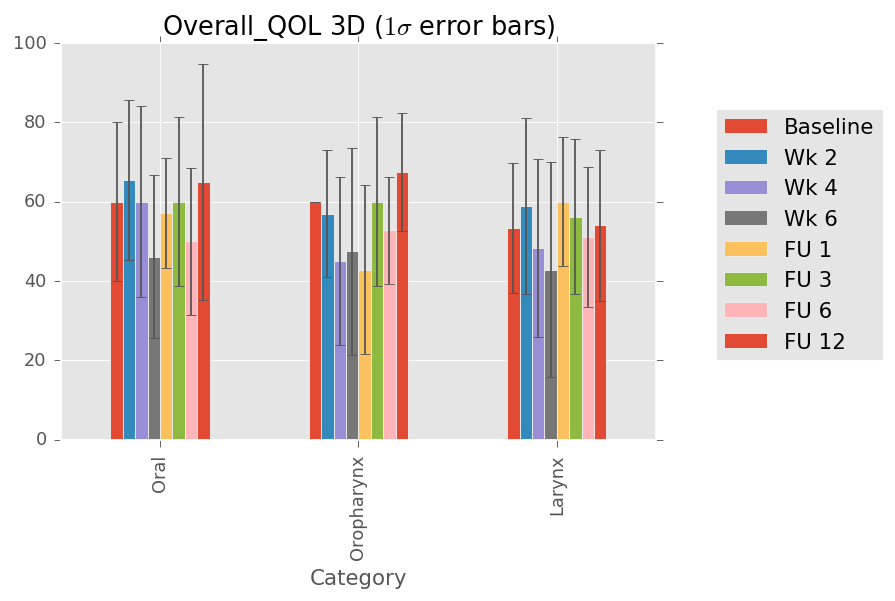 Overall_QOL 3D (1σ error bars)
100
80
60
40
20
0
Oral
Oropharynx
Larynx
Category
Baseline
Wk 2
Wk 4
Wk 6
FU 1
FU 3
FU 6
FU 12